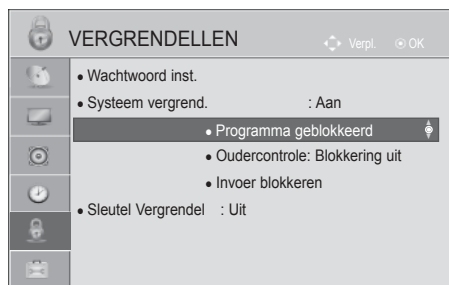 VERGRENDELLEN
Verpl. OK
• Wachtwoord inst.
• Systeem vergrend. : Aan
• Programma geblokkeerd
• Oudercontrole: Blokkering uit
• Invoer blokkeren
• Sleutel Vergrendel : Uit